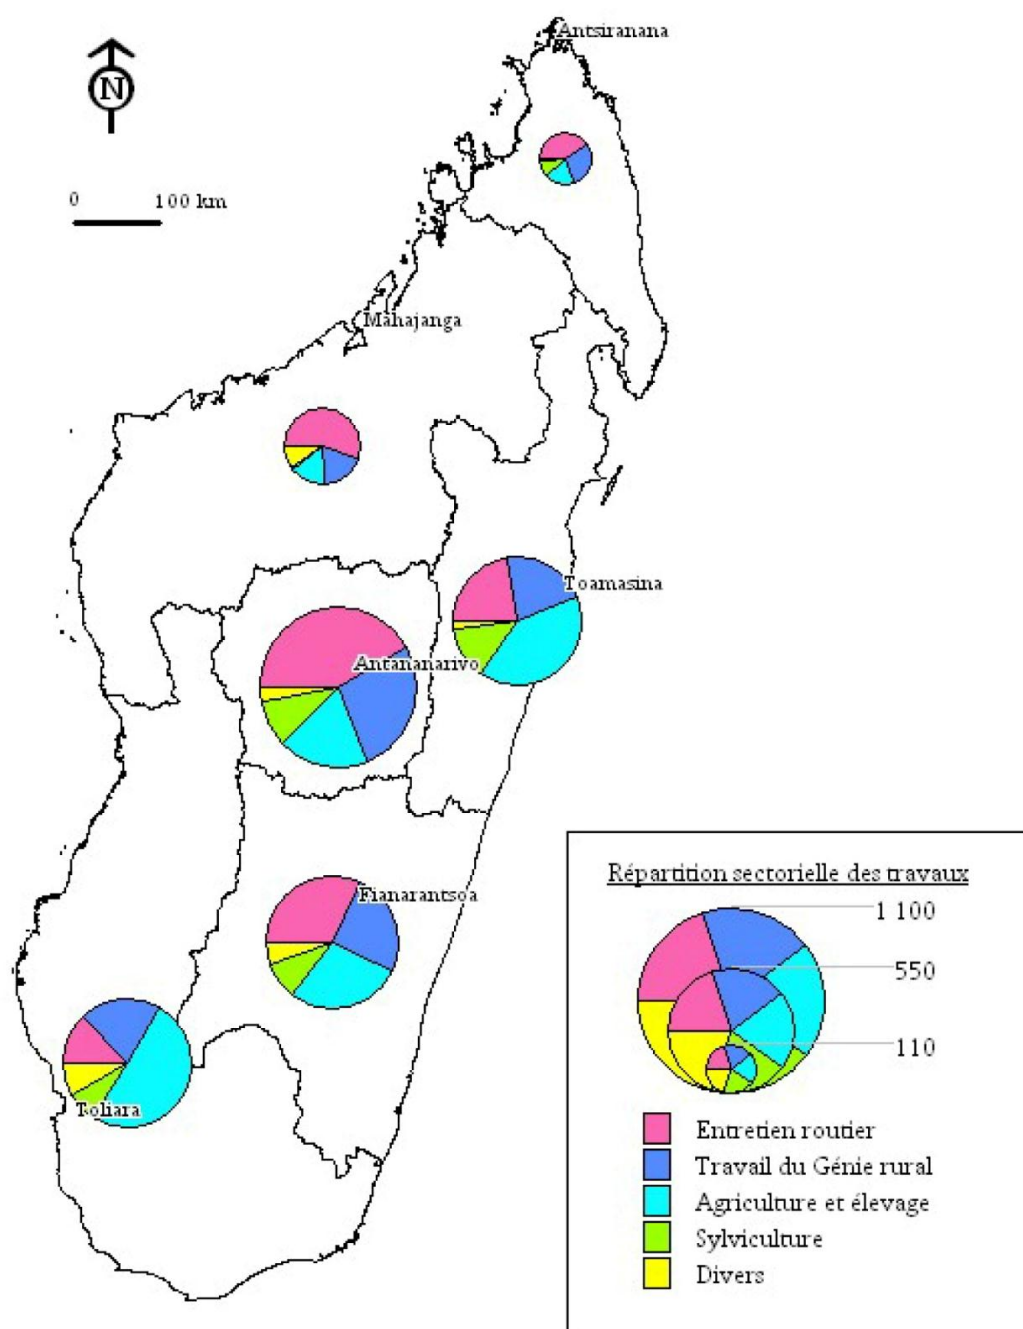 Antsiranana
N
0 100 km
Mahajanga
Toamasina
Antananarivo
Fianarantsoa
Toliara
Répartition sectorielle des travaux
1 100
550
110
Entretien routier
Travail du Génie rural
Agriculture et élevage
Sylviculture
Divers